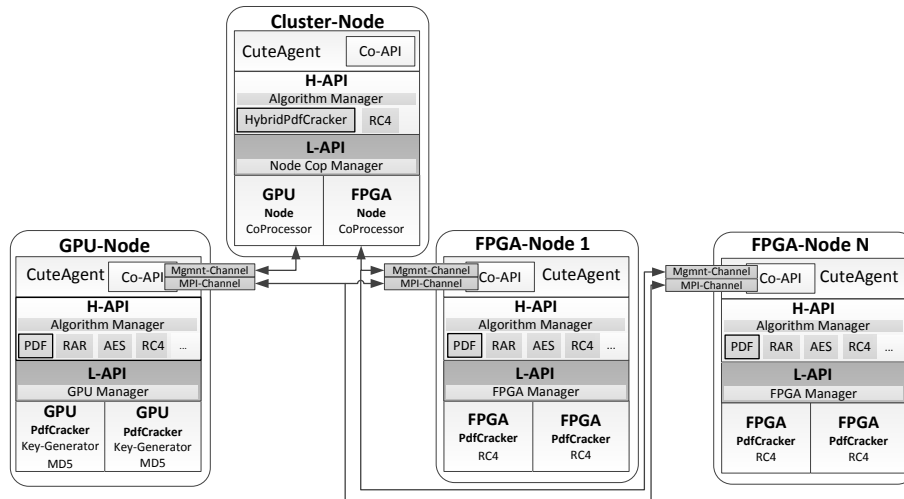 Cluster-Node
CuteAgent
Co-API
H-API
Algorithm Manager
HybridPdfCracker
RC4
L-API
Node Cop Manager
GPU
Node
CoProcessor
FPGA
Node
CoProcessor
GPU-Node
CuteAgent
Co-API
Mgmnt-Channel
MPI-Channel
H-API
Algorithm Manager
PDF RAR AES RC4 ...
L-API
GPU Manager
GPU
PdfCracker
Key-Generator
MD5
GPU
PdfCracker
Key-Generator
MD5
FPGA-Node 1
Mgmnt-Channel
MPI-Channel
Co-API
CuteAgent
H-API
Algorithm Manager
PDF RAR AES RC4 ...
L-API
FPGA Manager
FPGA
PdfCracker
RC4
FPGA
PdfCracker
RC4
FPGA-Node N
Mgmnt-Channel
MPI-Channel
Co-API
CuteAgent
H-API
Algorithm Manager
PDF RAR AES RC4 ...
L-API
FPGA Manager
FPGA
PdfCracker
RC4
FPGA
PdfCracker
RC4